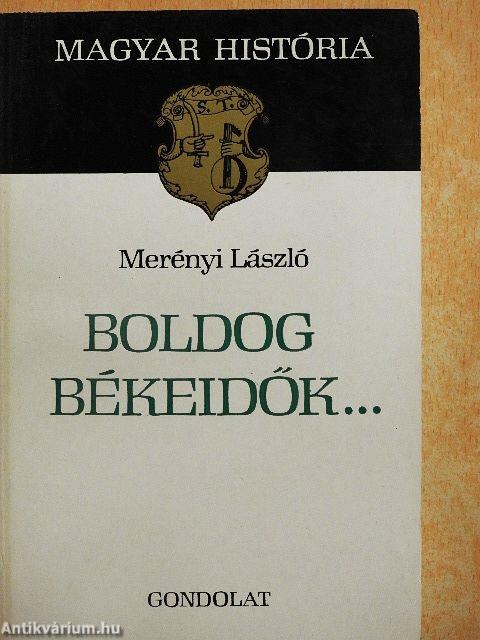 MAGYAR HISTÓRIA
S. T.
Merényi László
BOLDOG
BÉKEIDŐK...
GONDOLAT
Antikvárium.hu